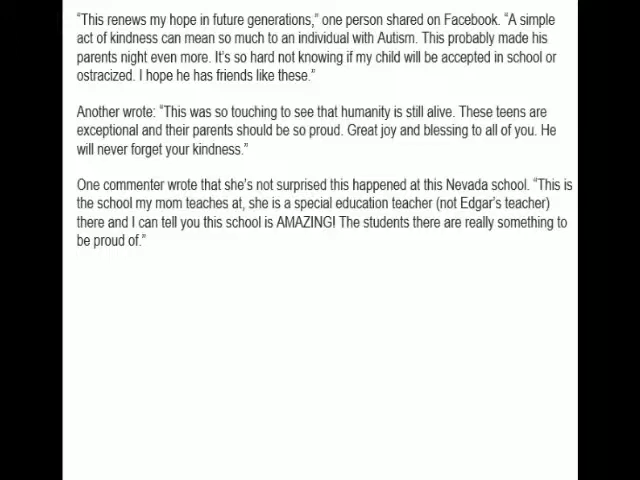 “This renews my hope in future generations,” one person shared on Facebook. “A simple
act of kindness can mean so much to an individual with Autism. This probably made his
parents night even more. It’s so hard not knowing if my child will be accepted in school or
ostracized. I hope he has friends like these.”
Another wrote: “This was so touching to see that humanity is still alive. These teens are
exceptional and their parents should be so proud. Great joy and blessing to all of you. He
will never forget your kindness.”
One commenter wrote that she’s not surprised this happened at this Nevada school. “This is
the school my mom teaches at, she is a special education teacher (not Edgar’s teacher)
there and I can tell you this school is AMAZING! The students there are really something to
be proud of.”